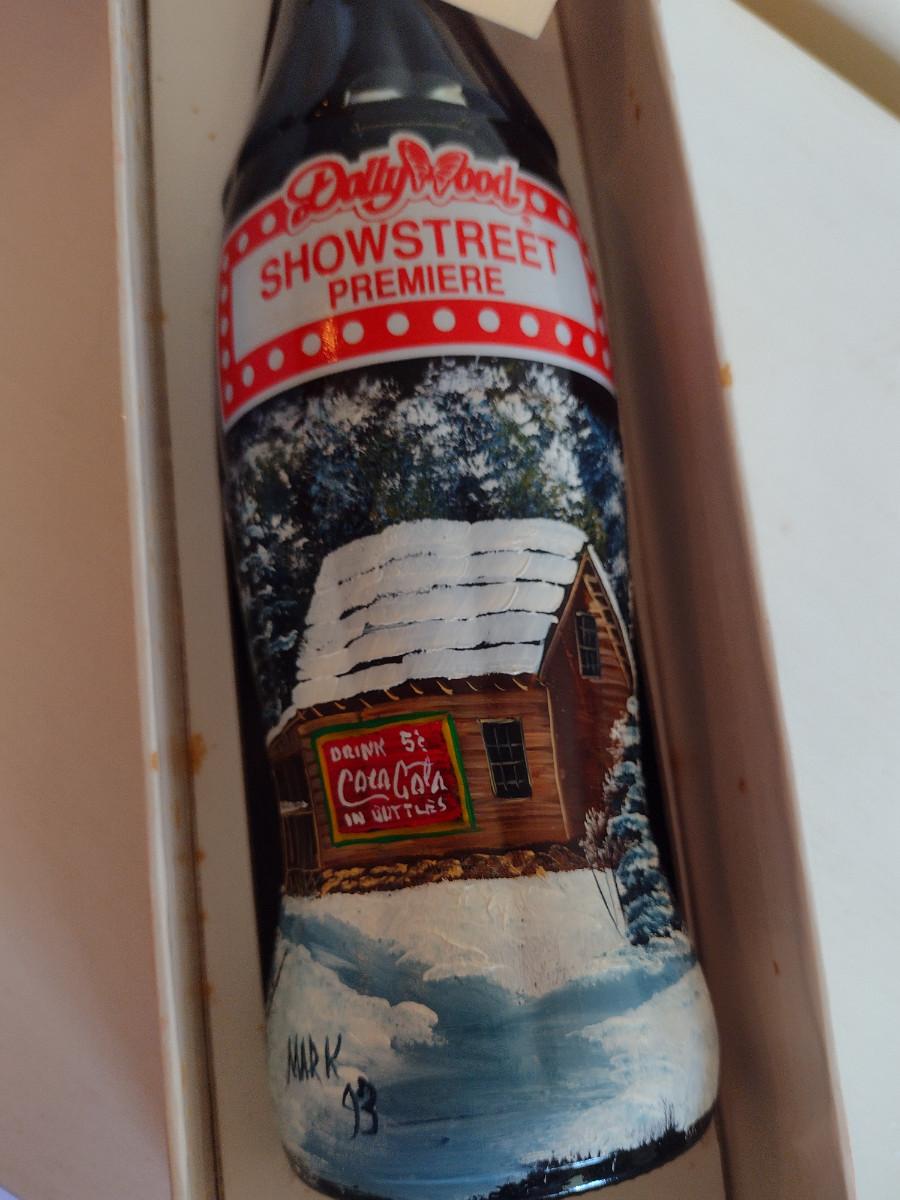 DollyWood
SHOWSTREET
PREMIERE
DRINK 5¢
Coca Cola
IN BOTTLES
MARK
93